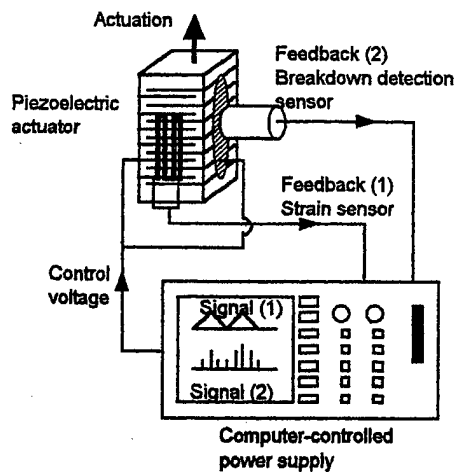 Actuation
Feedback (2)
Breakdown detection
sensor
Piezoelectric
actuator
Feedback (1)
Strain sensor
Control
voltage
Signal (1)
Signal (2)
Computer-controlled
power supply